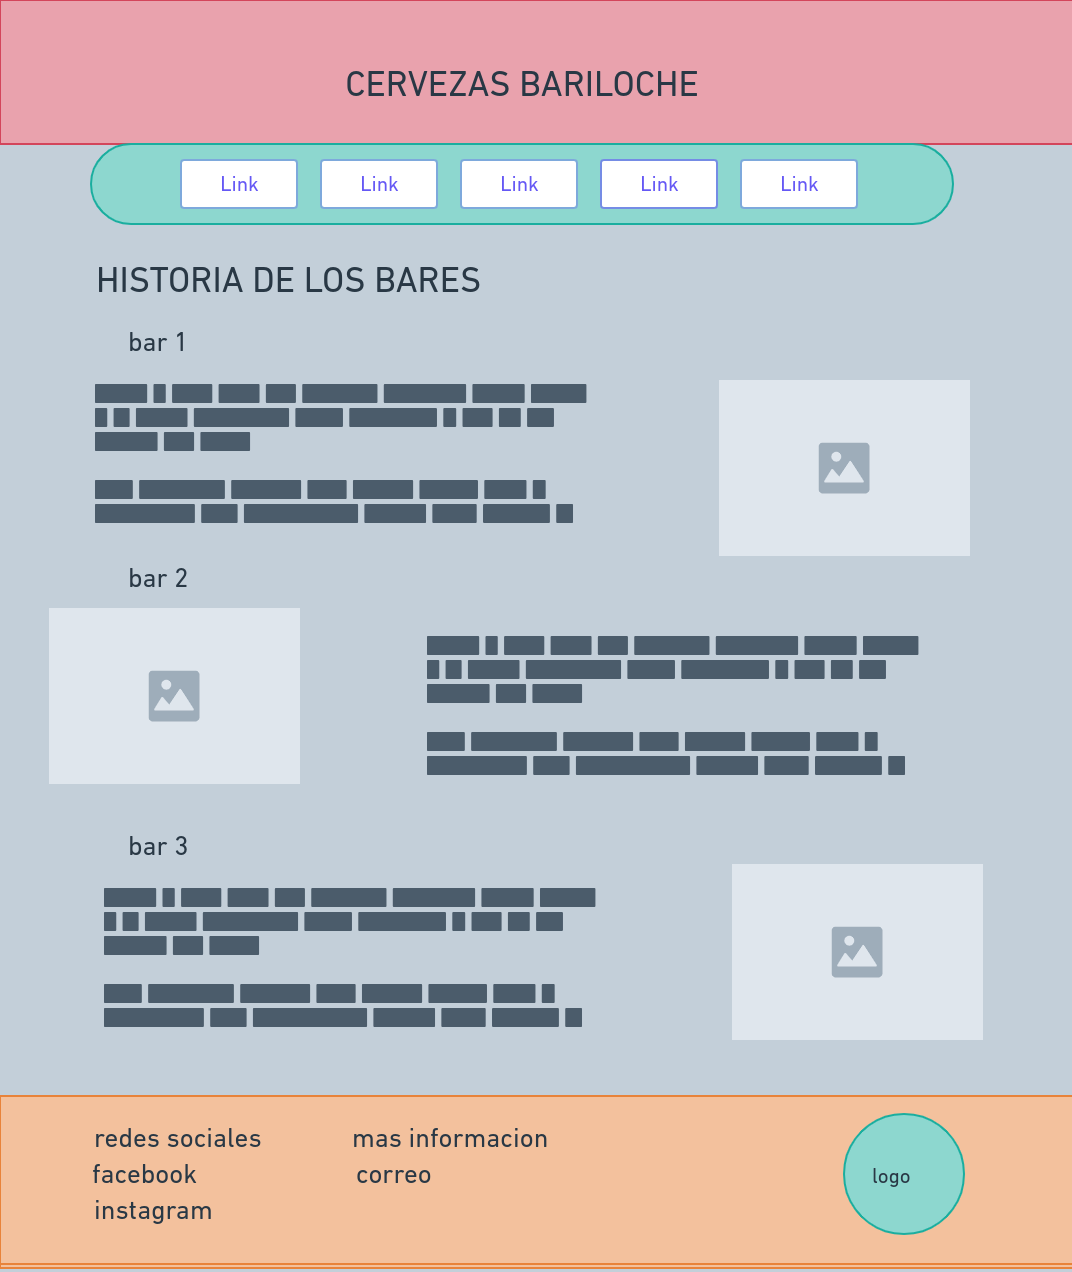 CERVEZAS BARILOCHE
Link Link Link Link Link
HISTORIA DE LOS BARES
bar 1
bar 2
bar 3
redes sociales
facebook
instagram
mas informacion
correo
logo